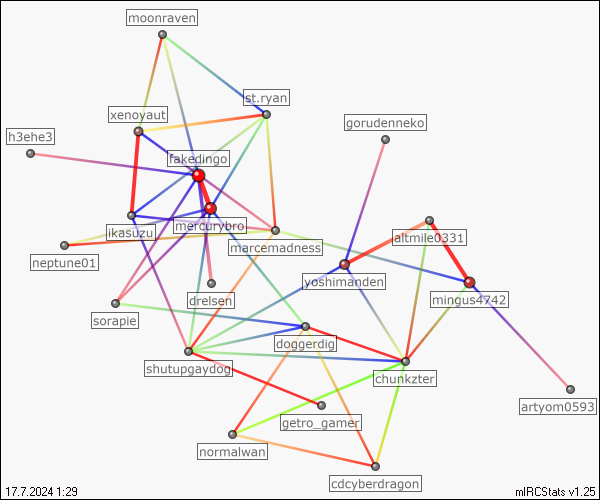 moonraven
st.ryan
xenoyaut
gorudenneko
h3ehe3
fakedingo
ikasuzu
mercurybro
altmile0331
marcemadness
neptune01
yoshimanden
drelsen
mingus4742
sorapie
doggerdig
shutupgaydog
chunkzter
artyom0593
getro_gamer
normalwan
cdcyberdragon
17.7.2024 1:29
mIRCStats v1.25